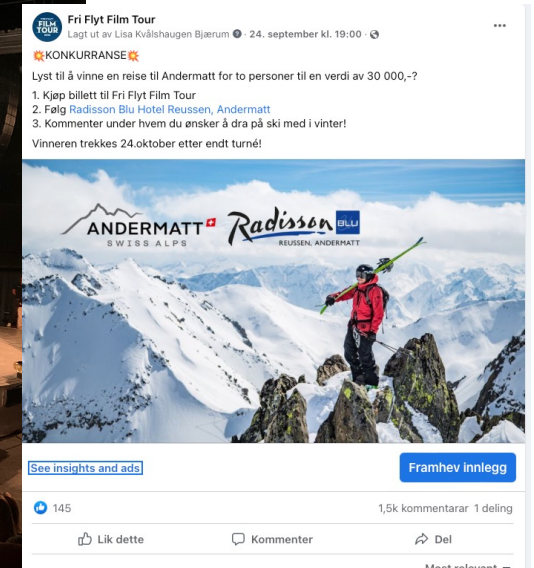 Fri Flyt Film Tour
Lagt ut av Lisa Kvålshaugen Bjærum · 24. september kl. 19:00 ·
💥KONKURRANSE💥
Lyst til å vinne en reise til Andermatt for to personer til en verdi av 30 000,-?
1. Kjøp billett til Fri Flyt Film Tour
2. Følg Radisson Blu Hotel Reussen, Andermatt
3. Kommenter under hvem du ønsker å dra på ski med i vinter!
Vinneren trekkes 24.oktober etter endt turné!
ANDERMATT
SWISS ALPS
Radisson BLU
REUSSEN, ANDERMATT
See insights and ads
Framhev innlegg
145
1,5k kommentarar 1 deling
Lik dette
Kommenter
Del
Most relevant